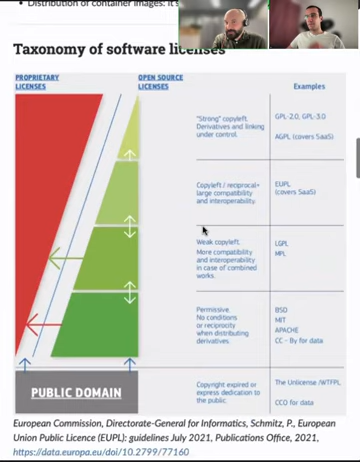 • Distribution of container images: it's
Taxonomy of software licenses
PROPRIETARY
LICENSES
OPEN SOURCE
LICENSES
Examples
"Strong" copyleft.
Derivatives and linking
under control.
GPL-2.0, GPL-3.0
AGPL (covers SaaS)
Copyleft / reciprocal+
large compatibility
and interoperability.
EUPL
(covers SaaS)
Weak copyleft.
More compatibility
and interoperability
in case of combined
works.
LGPL
MPL
Permissive.
No conditions
or reciprocity
when distributing
derivatives.
BSD
MIT
APACHE
CC - By for data
PUBLIC DOMAIN
Copyright expired or
express dedication to
the public.
The Unlicense /WTFPL
CCO for data
European Commission, Directorate-General for Informatics, Schmitz, P., European
Union Public Licence (EUPL): guidelines July 2021, Publications Office, 2021,
https://data.europa.eu/doi/10.2799/77160